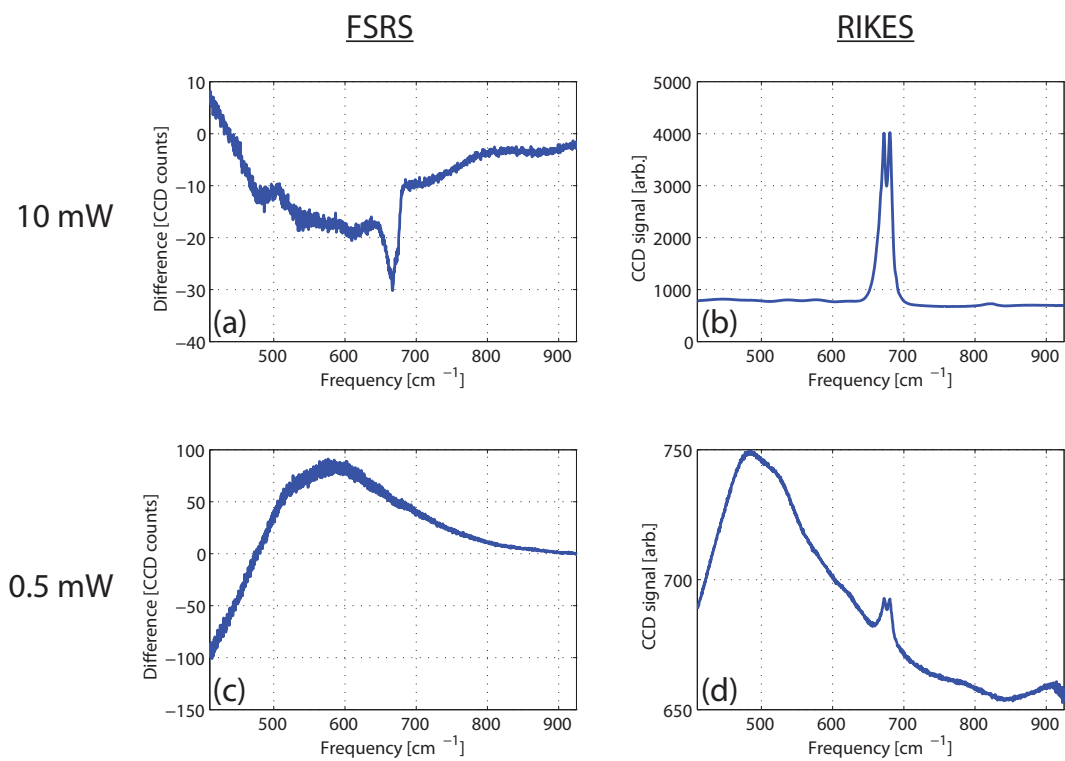 FSRS
RIKES
10 mW
10
0
−10
−20
−30
−40
Difference [CCD counts]
(a)
500 600 700 800 900
Frequency [cm −1]
5000
4000
3000
2000
1000
0
CCD signal [arb.]
(b)
500 600 700 800 900
Frequency [cm −1]
0.5 mW
100
50
0
−50
−100
−150
Difference [CCD counts]
(c)
500 600 700 800 900
Frequency [cm −1]
750
700
650
CCD signal [arb.]
(d)
500 600 700 800 900
Frequency [cm −1]